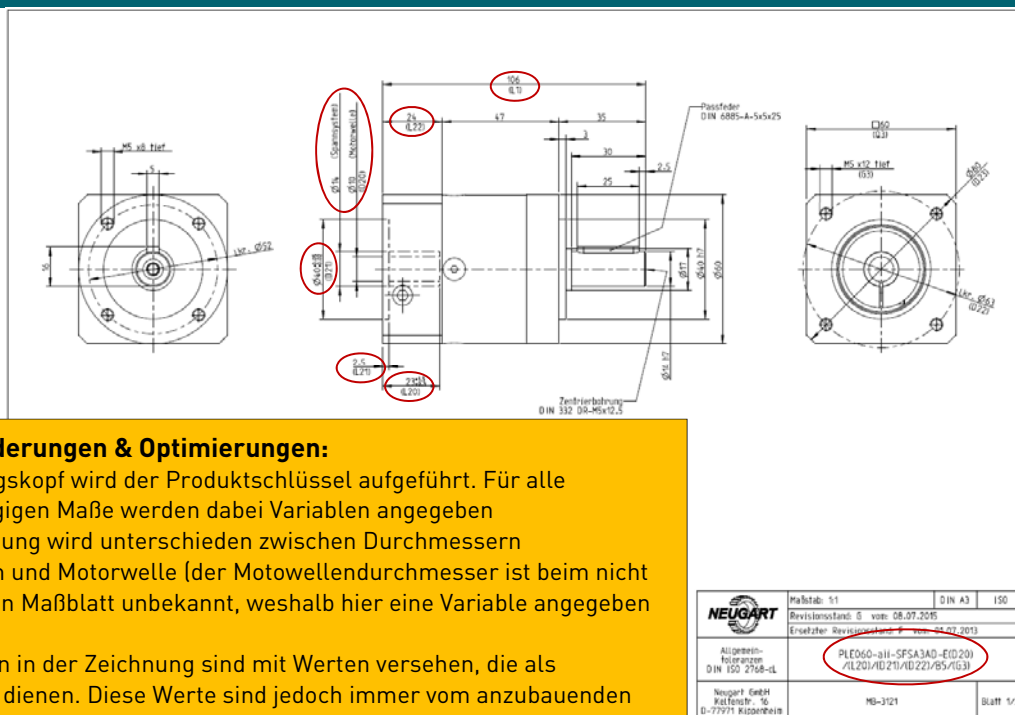 106
(L1)
24
(L22)
47
35
Passfeder
DIN 6885-A-5x5x25
3
30
2.5
25
M5 x8 tief
5
16
Lkr. Ø52
Ø14 (Spannsystem)
Ø10 (Motorwelle)
(D20)
Ø40
(D21)
2.5
(L21)
23
(L20)
Ø17
Ø40 h7
Ø60
Ø14 h7
Zentrierbohrung
DIN 332 DR-M5x12.5
□60
(G3)
M5 x12 tief
(G3)
(D23)
Lkr. Ø63
(D22)
derungen & Optimierungen:
gskopf wird der Produktschlüssel aufgeführt. Für alle
gigen Maße werden dabei Variablen angegeben
ung wird unterschieden zwischen Durchmessern
n und Motorwelle (der Motowellendurchmesser ist beim nicht
n Maßblatt unbekannt, weshalb hier eine Variable angegeben
n in der Zeichnung sind mit Werten versehen, die als
dienen. Diese Werte sind jedoch immer vom anzubauenden
NEUGART
Maßstab: 1:1
DIN A3
ISO
Revisionsstand: G vom: 08.07.2015
Ersetzter Revisionsstand: F vom: 01.07.2013
Allgemein-
toleranzen
DIN ISO 2768-cL
PLE060-aii-SFSA3AD-E(D20)
/(L20)/(D21)/(D22)/B5/(G3)
Neugart GmbH
Keltenstr. 16
D-77971 Kippenheim
MB-3121
Blatt 1/